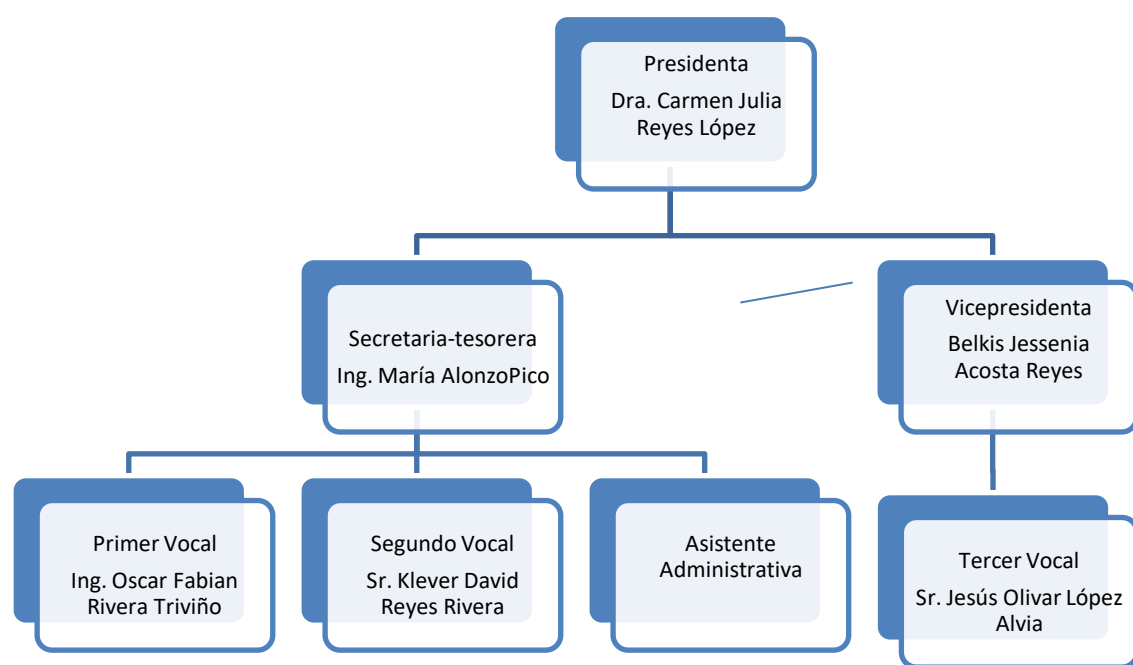 Presidenta
Dra. Carmen Julia
Reyes López
Secretaria-tesorera
Ing. María AlonzoPico
Vicepresidenta
Belkis Jessenia
Acosta Reyes
Primer Vocal
Ing. Oscar Fabian
Rivera Triviño
Segundo Vocal
Sr. Klever David
Reyes Rivera
Asistente
Administrativa
Tercer Vocal
Sr. Jesús Olivar López
Alvia